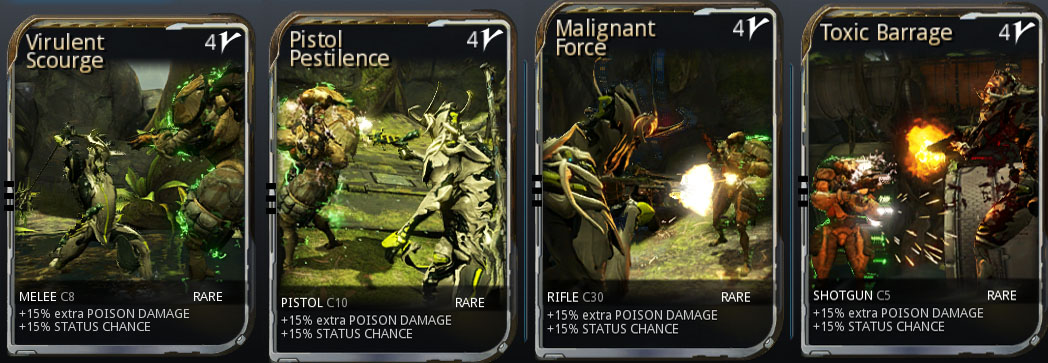 Virulent
Scourge
4
MELEE C8 RARE
+15% extra POISON DAMAGE
+15% STATUS CHANCE
Pistol
Pestilence
4
PISTOL C10 RARE
+15% extra POISON DAMAGE
+15% STATUS CHANCE
Malignant
Force
4
RIFLE C30 RARE
+15% extra POISON DAMAGE
+15% STATUS CHANCE
Toxic Barrage
4
SHOTGUN C5 RARE
+15% extra POISON DAMAGE
+15% STATUS CHANCE